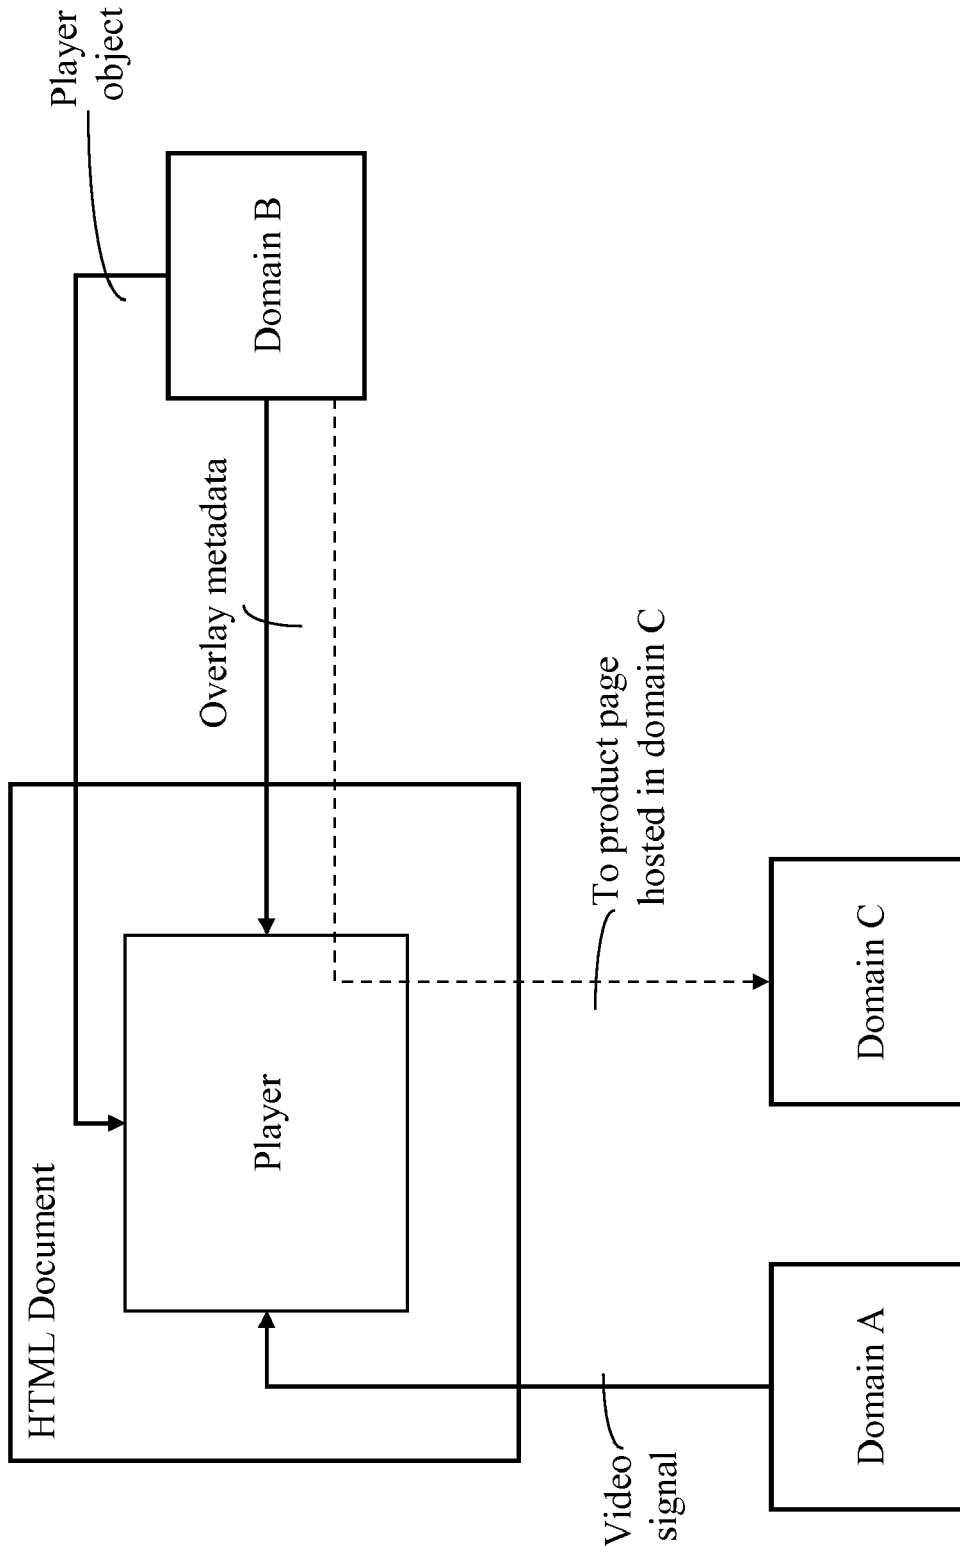 HTML Document
Player
object
Overlay metadata
Player
Domain B
Video
signal
To product page
hosted in domain C
Domain A
Domain C